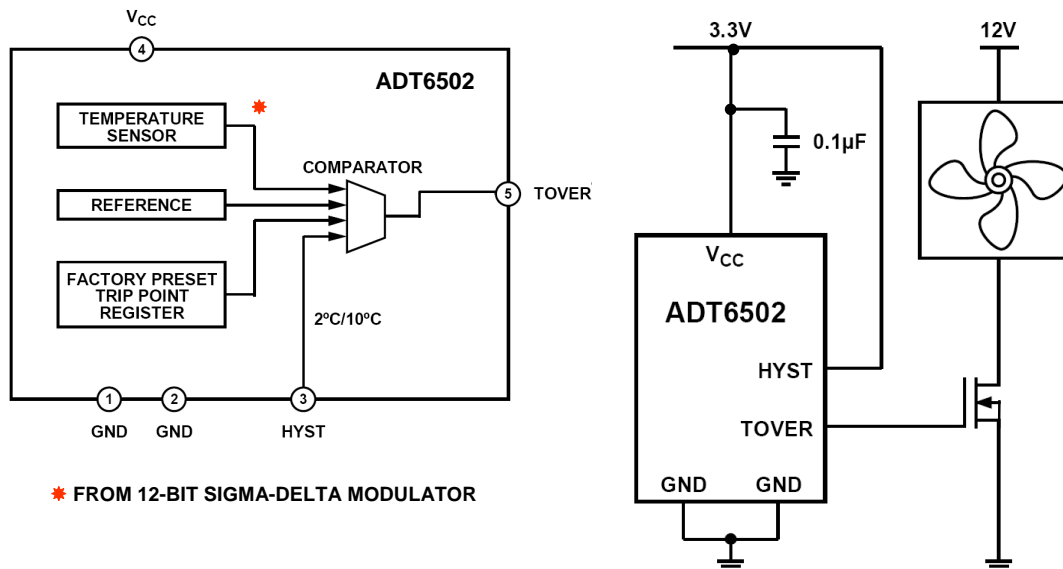 VCC
4
ADT6502
TEMPERATURE
SENSOR
COMPARATOR
REFERENCE
5 TOVER
FACTORY PRESET
TRIP POINT
REGISTER
2ºC/10ºC
1 2 3
GND GND HYST
FROM 12-BIT SIGMA-DELTA MODULATOR
3.3V
12V
0.1µF
VCC
ADT6502
HYST
TOVER
GND GND